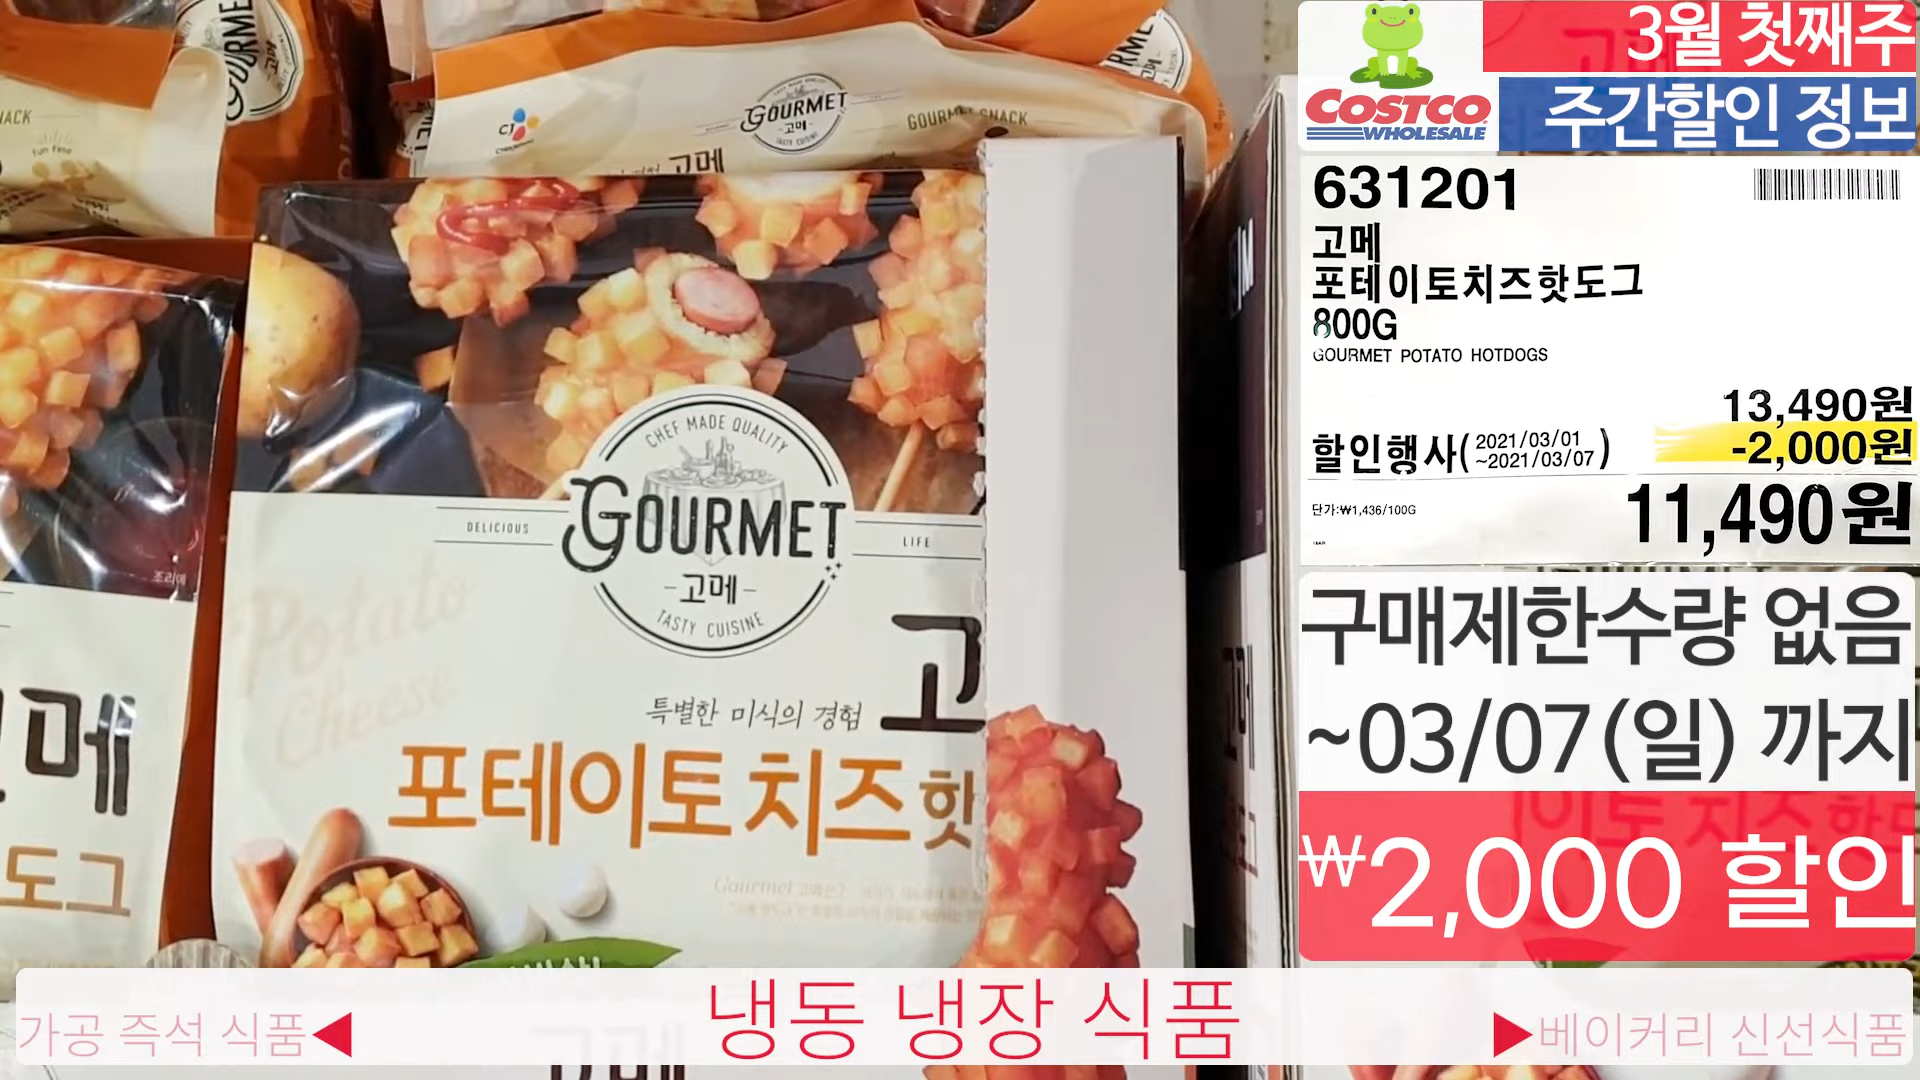 3월 첫째주
COSTCO
WHOLESALE
주간할인 정보
631201
고메
포테이토치즈핫도그
800G
GOURMET POTATO HOTDOGS
13,490원
할인행사( 2021/03/01
~2021/03/07 )
-2,000원
단가:₩1,436/100G
11,490원
구매제한수량 없음
~03/07(일) 까지
₩2,000 할인
CJ
GOURMET
고메
GOURMET SNACK
고메
CHEF MADE QUALITY
DELICIOUS
GOURMET
LIFE
-고메-
TASTY CUISINE
Potato
Cheese
특별한 미식의 경험
고
포테이토 치즈 핫
메
도그
가공 즉석 식품◀
냉동 냉장 식품
▶베이커리 신선식품